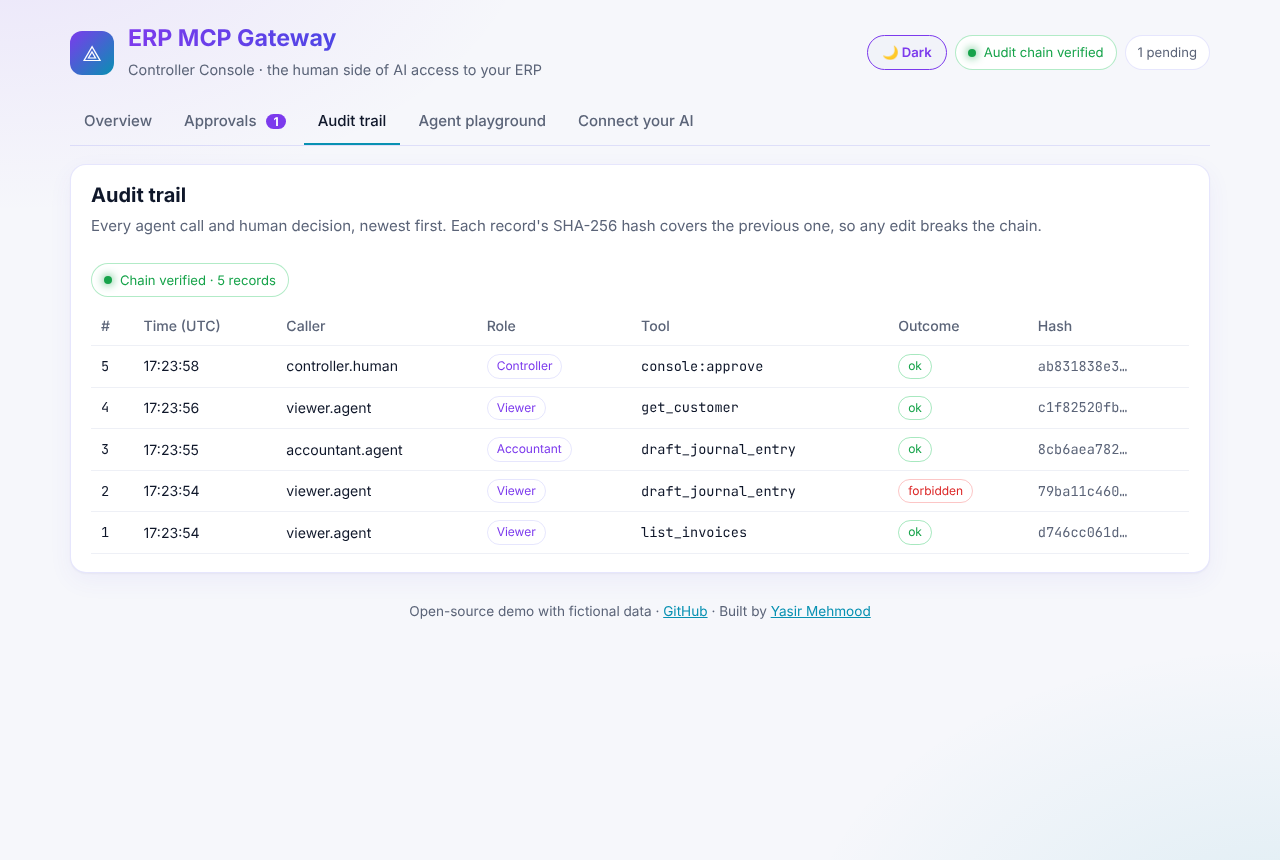 ERP MCP Gateway
Controller Console · the human side of AI access to your ERP
🌙 Dark
Audit chain verified
1 pending
Overview
Approvals 1
Audit trail
Agent playground
Connect your AI
Audit trail
Every agent call and human decision, newest first. Each record's SHA-256 hash covers the previous one, so any edit breaks the chain.
Chain verified · 5 records
# Time (UTC) Caller Role Tool Outcome Hash
5 17:23:58 controller.human Controller console:approve ok ab831838e3…
4 17:23:56 viewer.agent Viewer get_customer ok c1f82520fb…
3 17:23:55 accountant.agent Accountant draft_journal_entry ok 8cb6aea782…
2 17:23:54 viewer.agent Viewer draft_journal_entry forbidden 79ba11c460…
1 17:23:54 viewer.agent Viewer list_invoices ok d746cc061d…
Open-source demo with fictional data · GitHub · Built by Yasir Mehmood